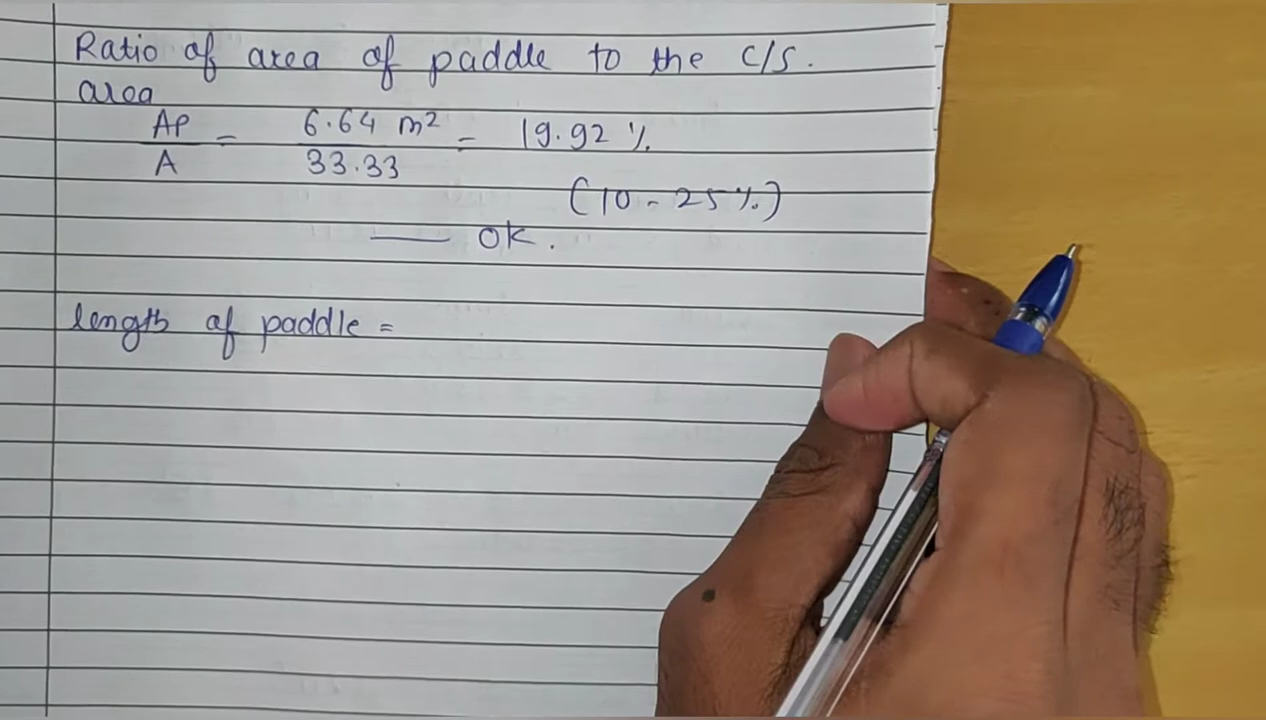 Ratio of area of paddle to the c/s.
area
AP/A = 6.64 m²/33.33 = 19.92 %
(10 - 25%)
— OK.
length of paddle =